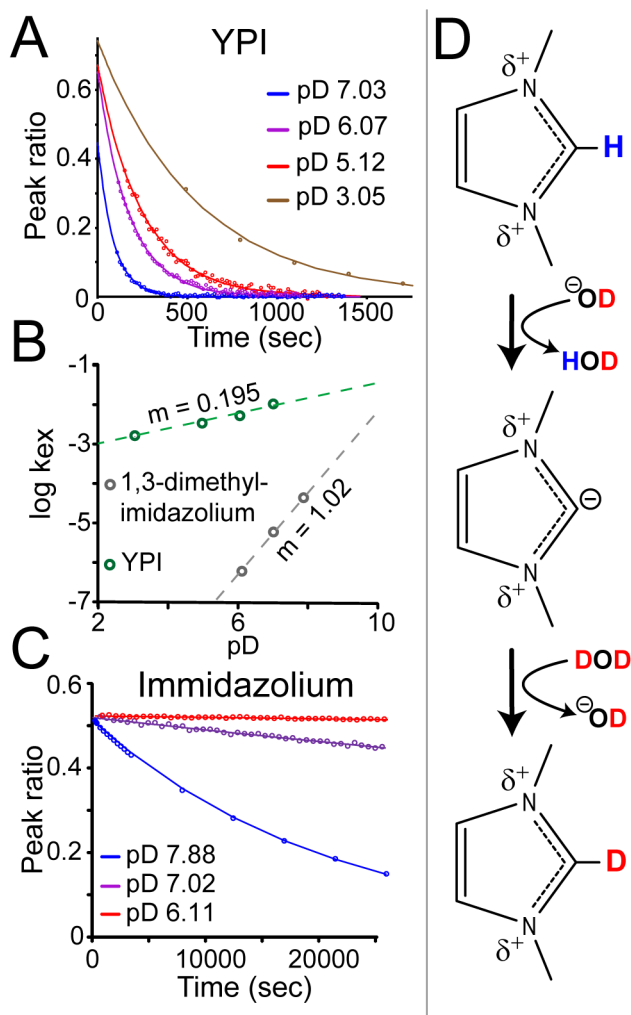 A
YPI
Peak ratio
0.6
0.4
0.2
0
pD 7.03
pD 6.07
pD 5.12
pD 3.05
0
500
1000
1500
Time (sec)
B
log kex
-1
-3
-5
-7
m = 0.195
1,3-dimethyl-
imidazolium
YPI
m = 1.02
2
6
10
pD
C
Immidazolium
Peak ratio
0.6
0.4
0.2
0
pD 7.88
pD 7.02
pD 6.11
0
10000
20000
Time (sec)
D
δ+
N
H
N
δ+
⊖OD
HOD
δ+
N
⊖
N
δ+
DOD
⊖OD
δ+
N
D
N
δ+